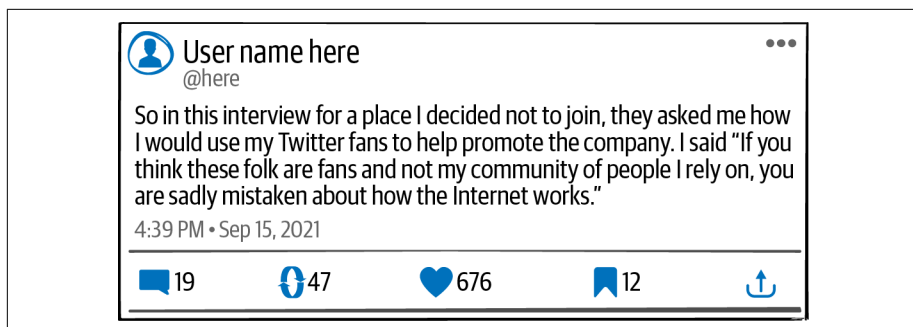 User name here
@here
So in this interview for a place I decided not to join, they asked me how
I would use my Twitter fans to help promote the company. I said “If you
think these folk are fans and not my community of people I rely on, you
are sadly mistaken about how the Internet works.”
4:39 PM • Sep 15, 2021
19 47 676 12